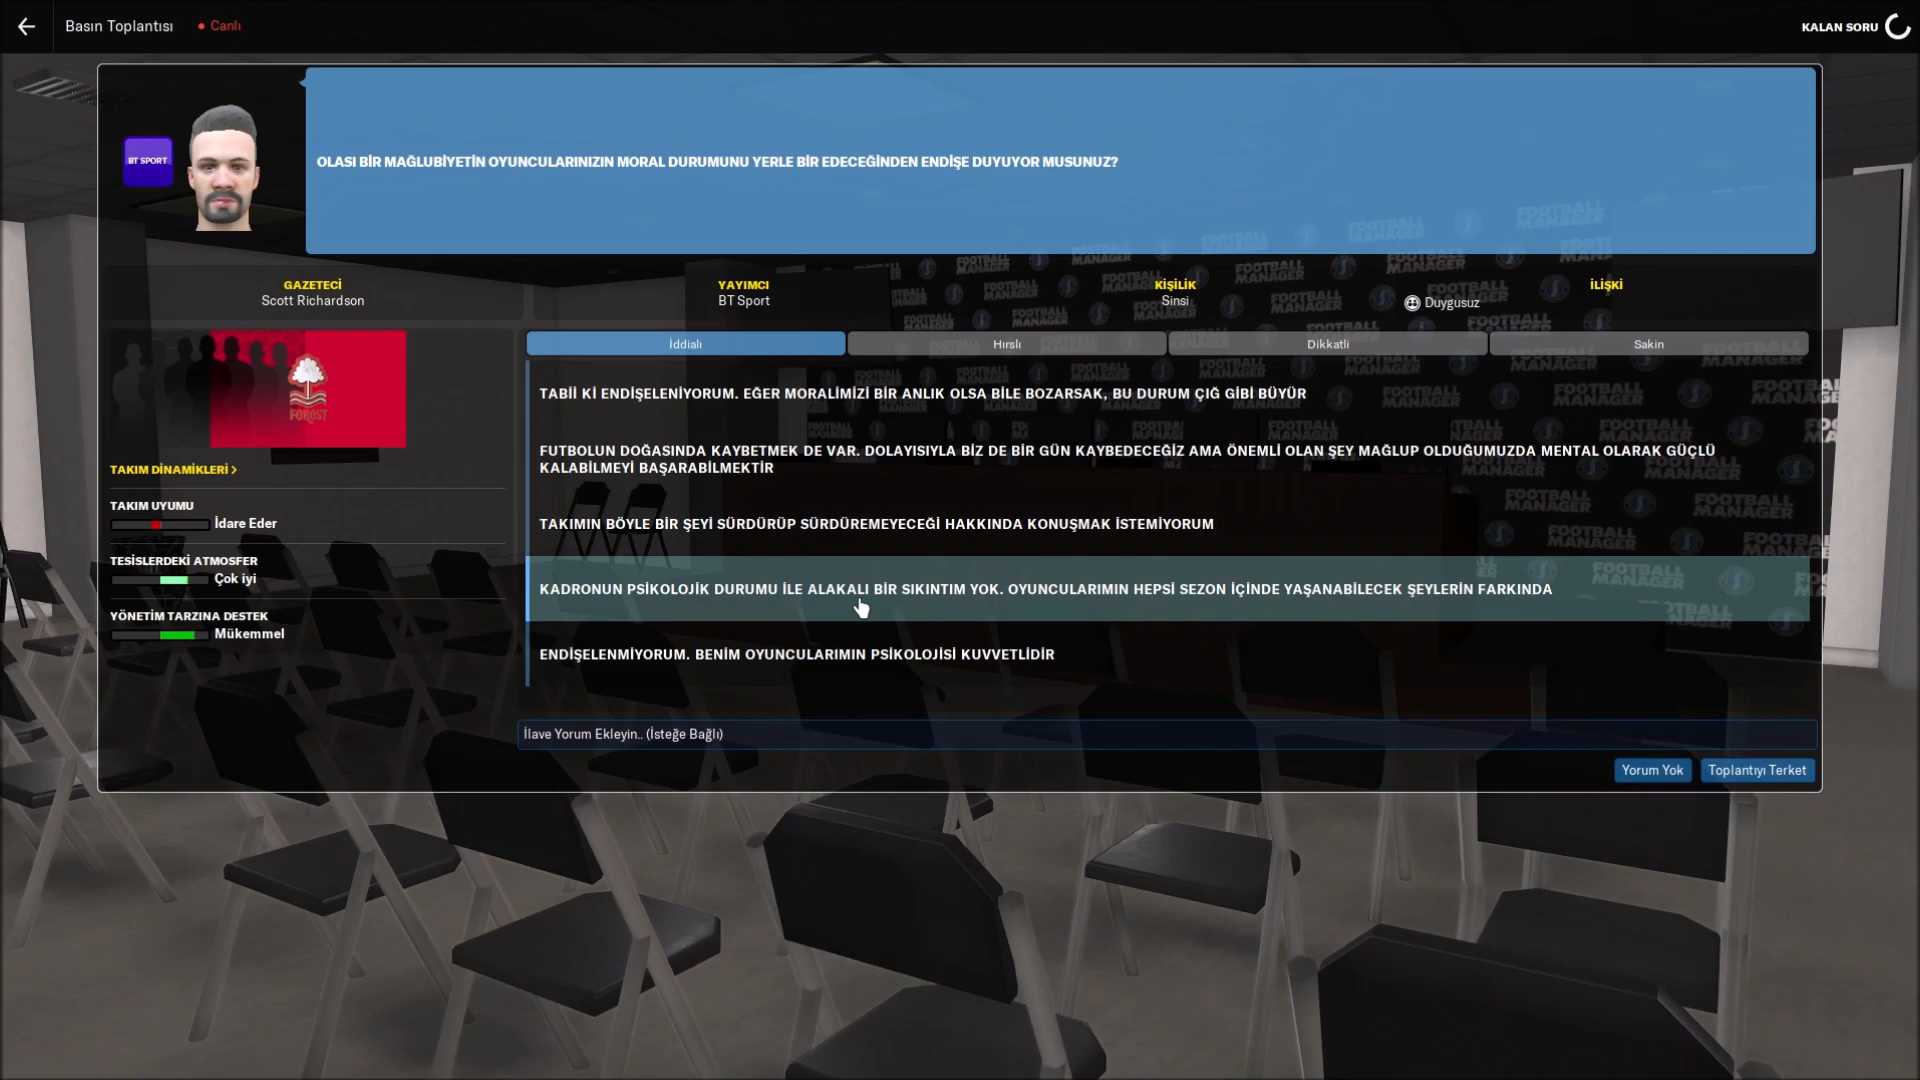 Basın Toplantısı
Canlı
KALAN SORU
BT SPORT
OLASI BİR MAĞLUBİYETİN OYUNCULARINIZIN MORAL DURUMUNU YERLE BİR EDECEĞİNDEN ENDİŞE DUYUYOR MUSUNUZ?
GAZETECİ
Scott Richardson
YAYIMCI
BT Sport
KİŞİLİK
Sinsi
İLİŞKİ
Duygusuz
FOREST
TAKIM DİNAMİKLERİ >
TAKIM UYUMU
İdare Eder
TESİSLERDEKİ ATMOSFER
Çok iyi
YÖNETİM TARZINA DESTEK
Mükemmel
İddialı
Hırslı
Dikkatli
Sakin
TABİİ Kİ ENDİŞELENİYORUM. EĞER MORALİMİZİ BİR ANLIK OLSA BİLE BOZARSAK, BU DURUM ÇIĞ GİBİ BÜYÜR
FUTBOLUN DOĞASINDA KAYBETMEK DE VAR. DOLAYISIYLA BİZ DE BİR GÜN KAYBEDECEĞİZ AMA ÖNEMLİ OLAN ŞEY MAĞLUP OLDUĞUMUZDA MENTAL OLARAK GÜÇLÜ
KALABİLMEYİ BAŞARABİLMEKTİR
TAKIMIN BÖYLE BİR ŞEYİ SÜRDÜRÜP SÜRDÜREMEYECEĞİ HAKKINDA KONUŞMAK İSTEMİYORUM
KADRONUN PSİKOLOJİK DURUMU İLE ALAKALI BİR SIKINTIM YOK. OYUNCULARIMIN HEPSİ SEZON İÇİNDE YAŞANABİLECEK ŞEYLERİN FARKINDA
ENDİŞELENMİYORUM. BENİM OYUNCULARIMIN PSİKOLOJİSİ KUVVETLİDİR
İlave Yorum Ekleyin.. (İsteğe Bağlı)
Yorum Yok
Toplantıyı Terket
FOOTBALL
MANAGER